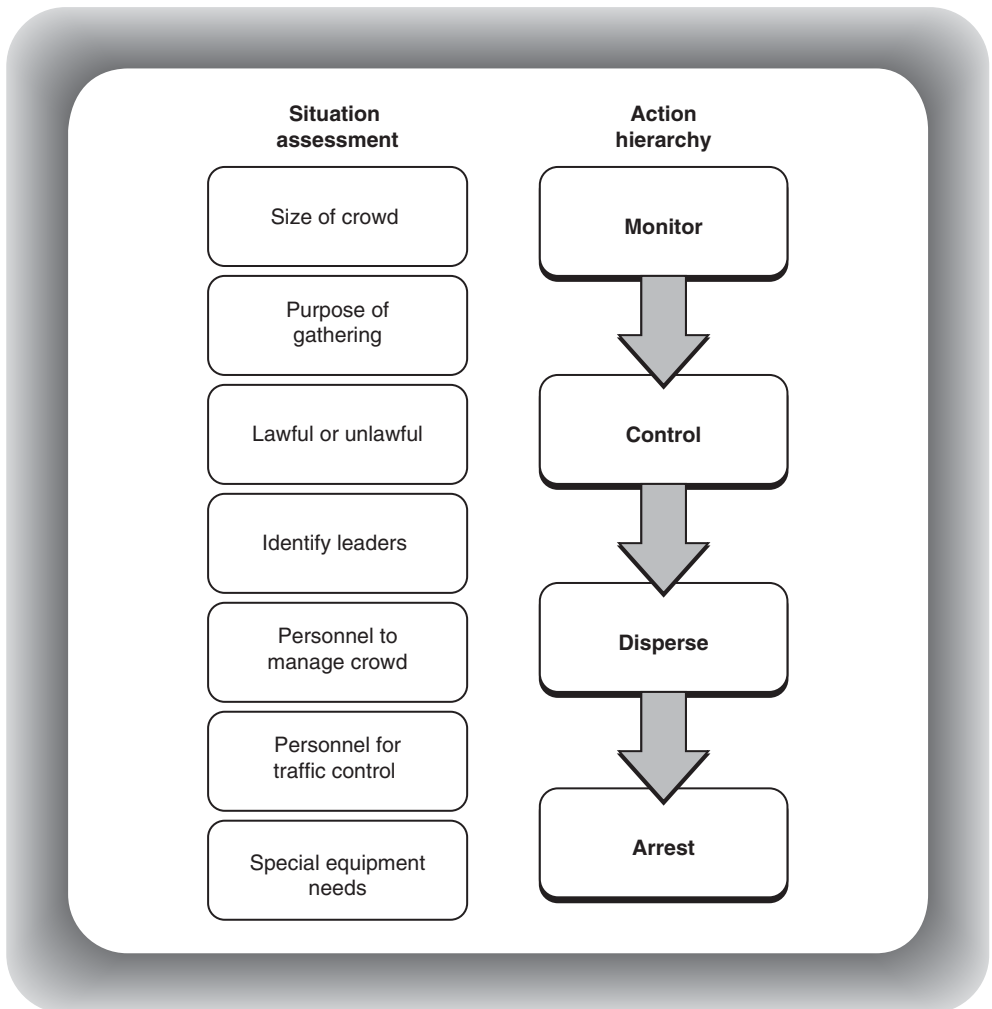 Situation
assessment
Size of crowd
Purpose of
gathering
Lawful or unlawful
Identify leaders
Personnel to
manage crowd
Personnel for
traffic control
Special equipment
needs
Action
hierarchy
Monitor
Control
Disperse
Arrest